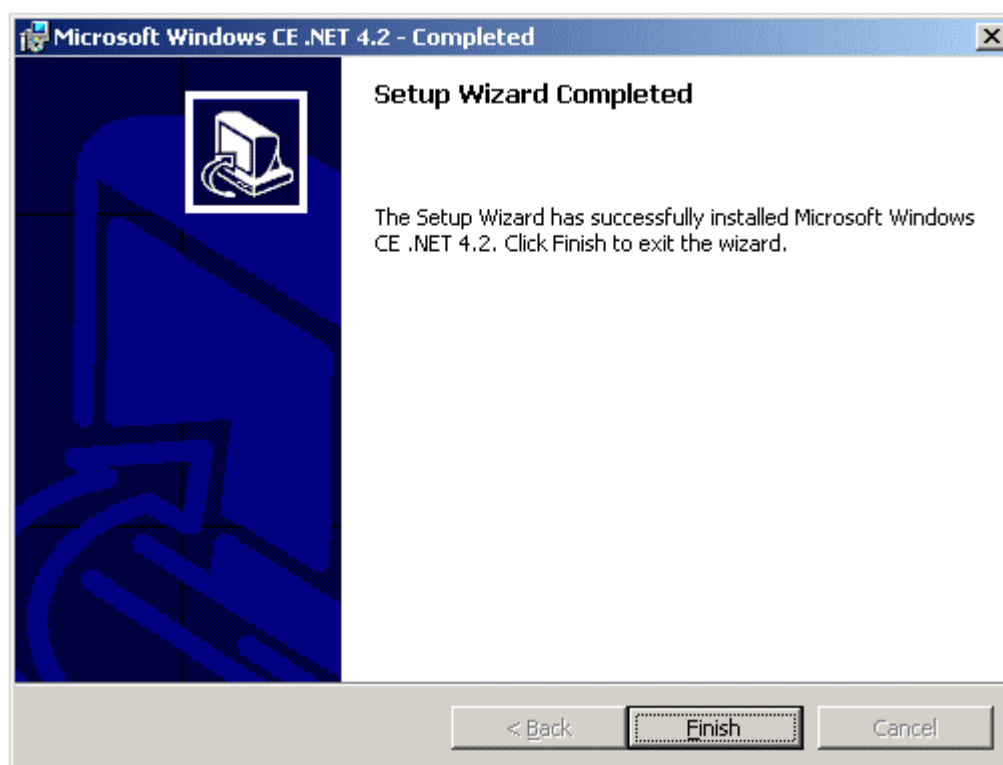 Microsoft Windows CE .NET 4.2 - Completed
Setup Wizard Completed
The Setup Wizard has successfully installed Microsoft Windows
CE .NET 4.2. Click Finish to exit the wizard.
< Back
Finish
Cancel